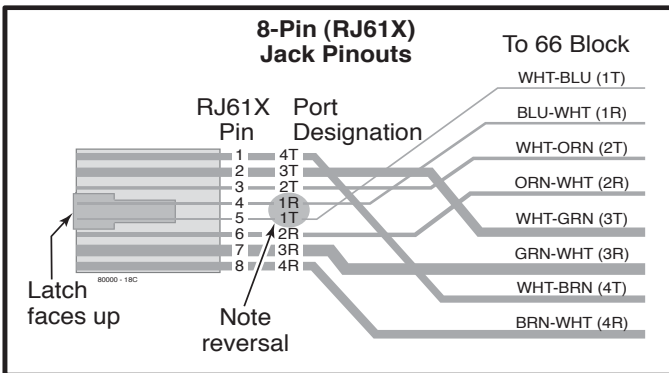 8-Pin (RJ61X)
Jack Pinouts
To 66 Block
RJ61X
Pin
Port
Designation
1 4T
2 3T
3 2T
4 1R
5 1T
6 2R
7 3R
8 4R
WHT-BLU (1T)
BLU-WHT (1R)
WHT-ORN (2T)
ORN-WHT (2R)
WHT-GRN (3T)
GRN-WHT (3R)
WHT-BRN (4T)
BRN-WHT (4R)
80000 - 18C
Latch
faces up
Note
reversal